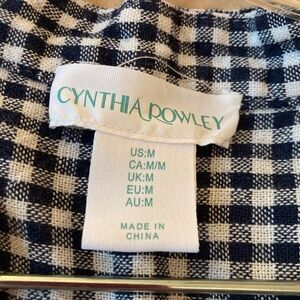 CYNTHIA ROWLEY
US:M
CA:M/M
UK:M
EU:M
AU:M
MADE IN
CHINA